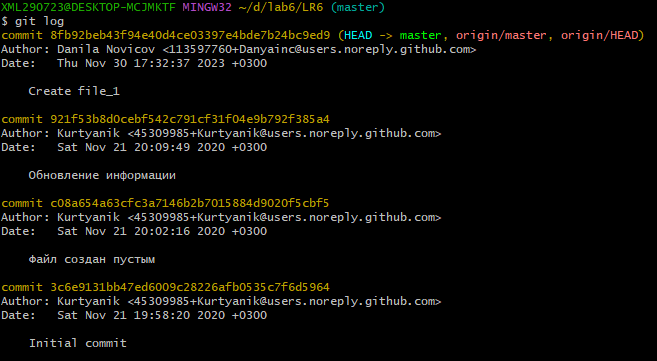 XML290723@DESKTOP-MCJMKTF MINGW32 ~/d/lab6/LR6 (master)
$ git log
commit 8fb92beb43f94e40d4ce03397e4bde7b24bc9ed9 (HEAD -> master, origin/master, origin/HEAD)
Author: Danila Novicov <113597760+Danyainc@users.noreply.github.com>
Date:   Thu Nov 30 17:32:37 2023 +0300
Create file_1
commit 921f53b8d0cebf542c791cf31f04e9b792f385a4
Author: Kurtyanik <45309985+Kurtyanik@users.noreply.github.com>
Date:   Sat Nov 21 20:09:49 2020 +0300
Обновление информации
commit c08a654a63cfc3a7146b2b7015884d9020f5cbf5
Author: Kurtyanik <45309985+Kurtyanik@users.noreply.github.com>
Date:   Sat Nov 21 20:02:16 2020 +0300
Файл создан пустым
commit 3c6e9131bb47ed6009c28226afb0535c7f6d5964
Author: Kurtyanik <45309985+Kurtyanik@users.noreply.github.com>
Date:   Sat Nov 21 19:58:20 2020 +0300
Initial commit